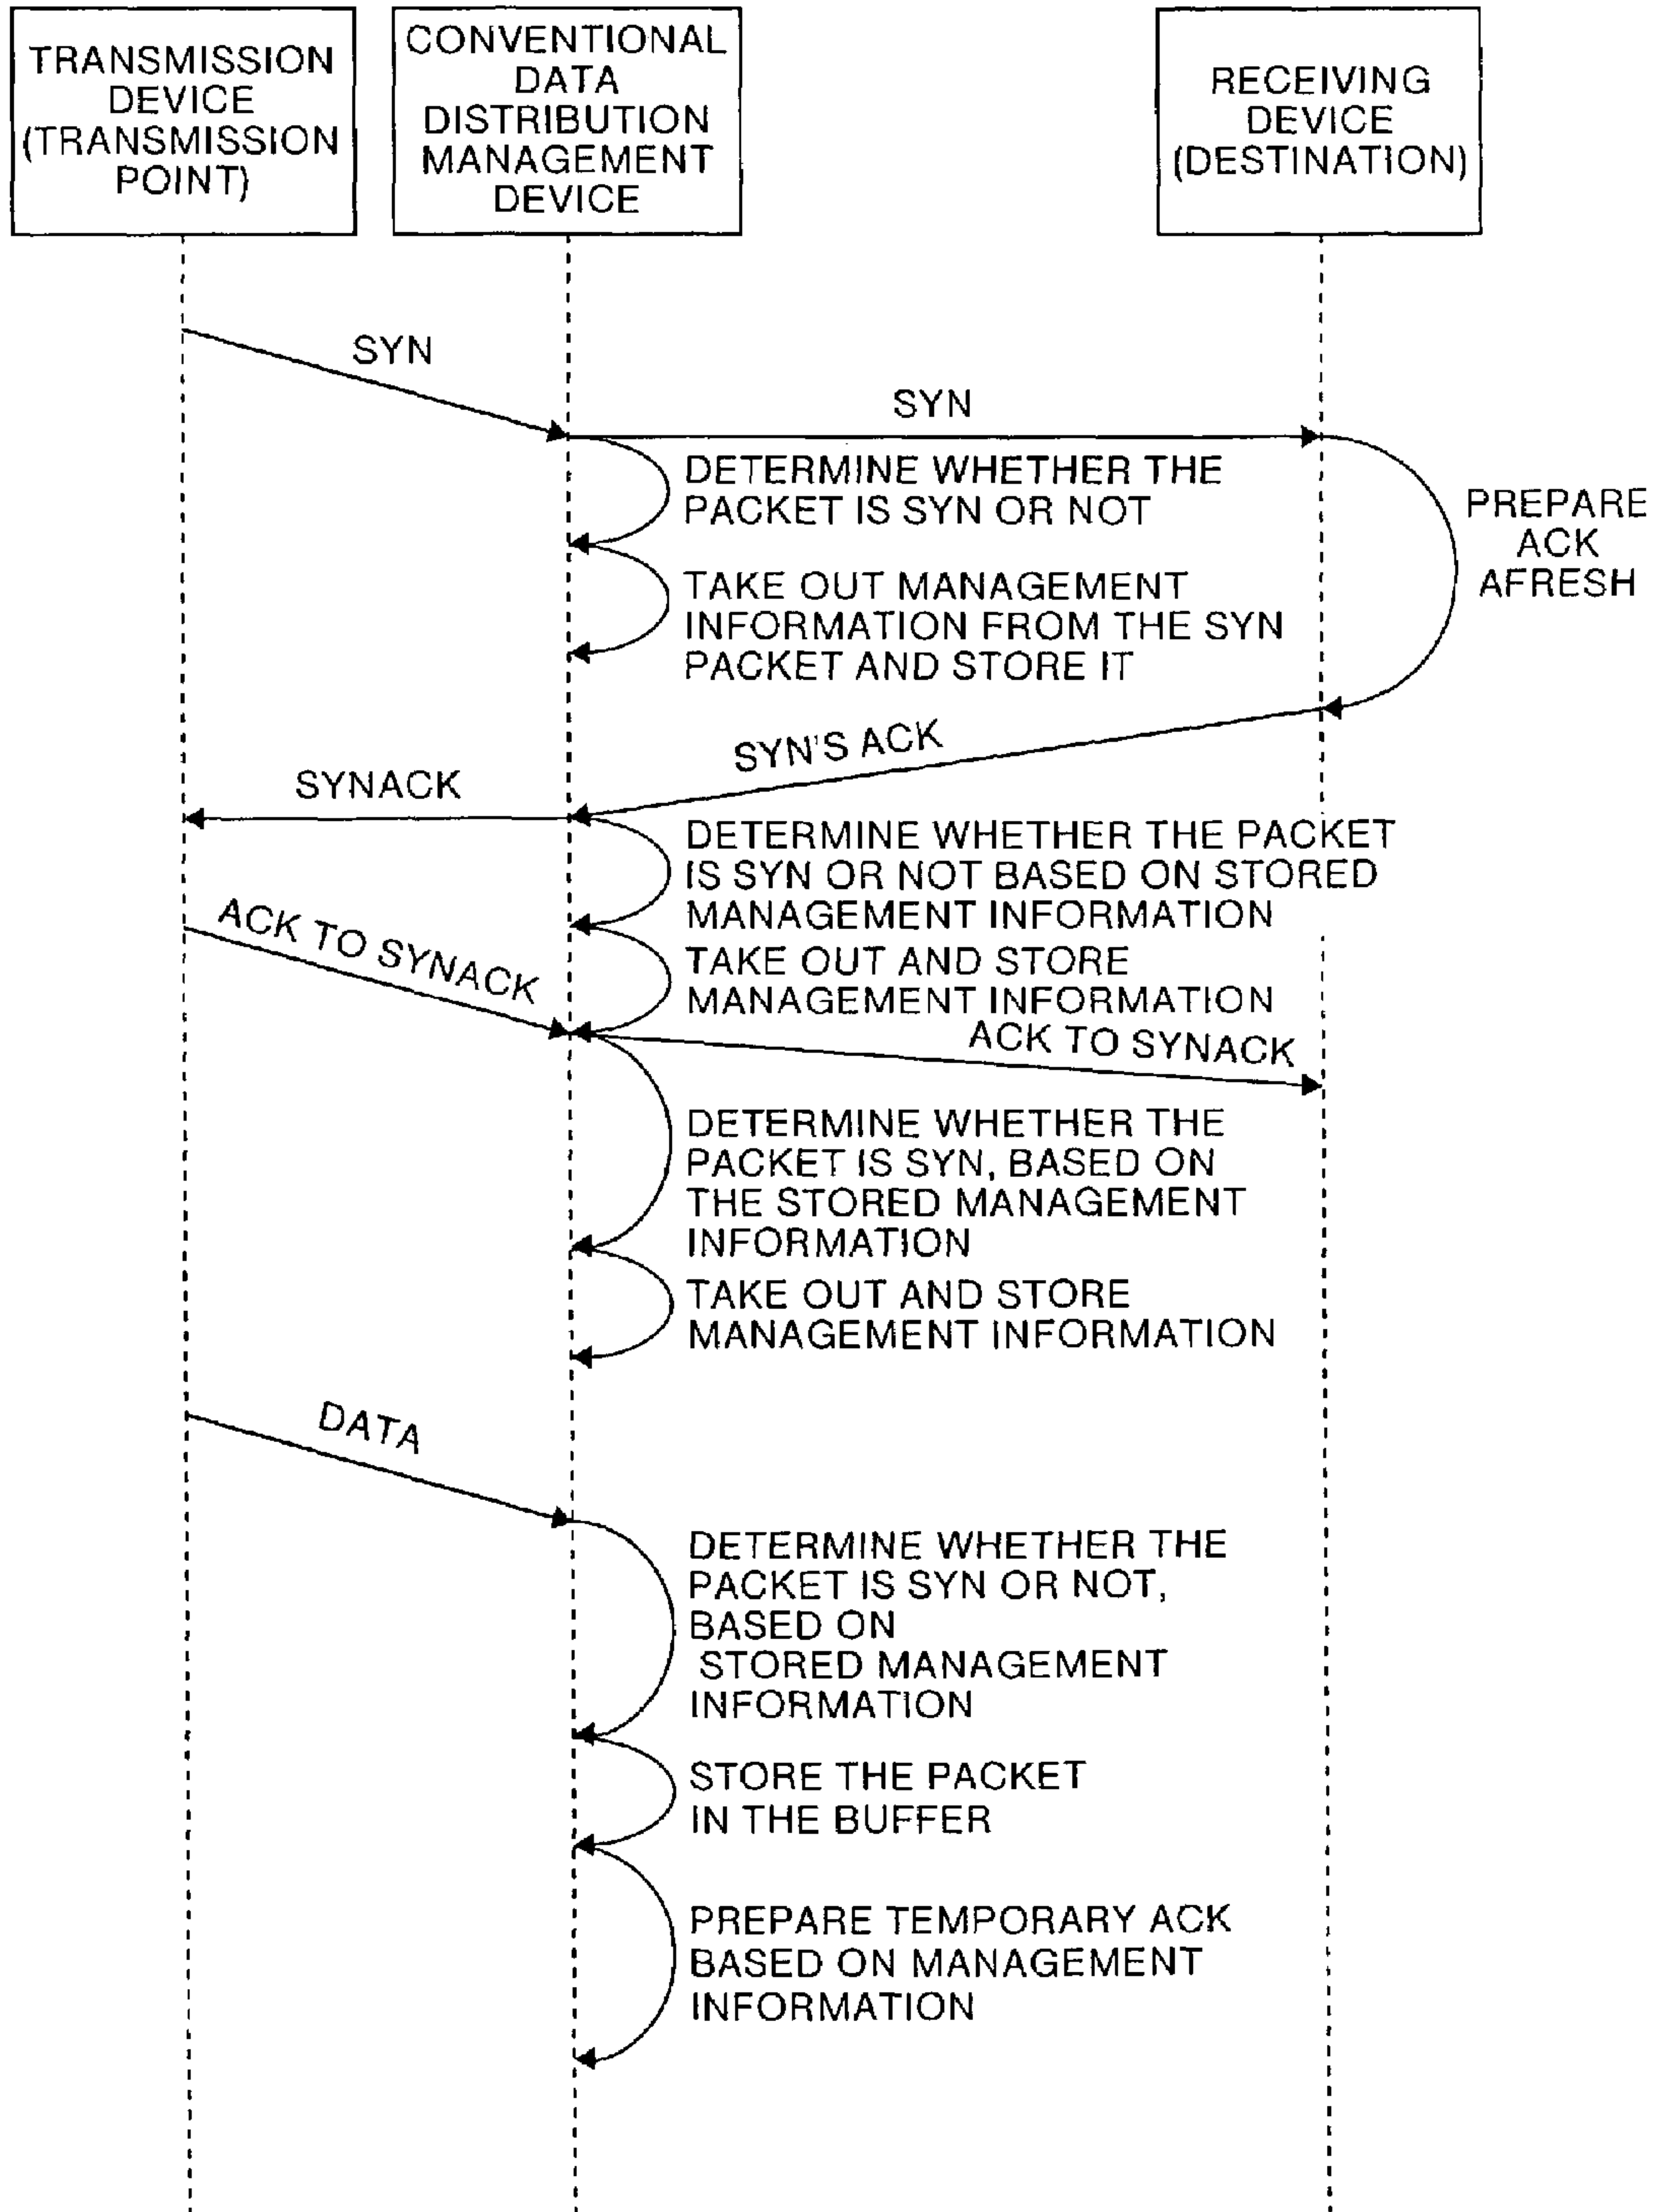 TRANSMISSION
DEVICE
(TRANSMISSION
POINT)
CONVENTIONAL
DATA
DISTRIBUTION
MANAGEMENT
DEVICE
RECEIVING
DEVICE
(DESTINATION)
SYN
SYN
DETERMINE WHETHER THE
PACKET IS SYN OR NOT
PREPARE
ACK
AFRESH
TAKE OUT MANAGEMENT
INFORMATION FROM THE SYN
PACKET AND STORE IT
SYN'S ACK
SYNACK
DETERMINE WHETHER THE PACKET
IS SYN OR NOT BASED ON STORED
MANAGEMENT INFORMATION
ACK TO SYNACK
TAKE OUT AND STORE
MANAGEMENT INFORMATION
ACK TO SYNACK
DETERMINE WHETHER THE
PACKET IS SYN, BASED ON
THE STORED MANAGEMENT
INFORMATION
TAKE OUT AND STORE
MANAGEMENT INFORMATION
DATA
DETERMINE WHETHER THE
PACKET IS SYN OR NOT,
BASED ON
STORED MANAGEMENT
INFORMATION
STORE THE PACKET
IN THE BUFFER
PREPARE TEMPORARY ACK
BASED ON MANAGEMENT
INFORMATION